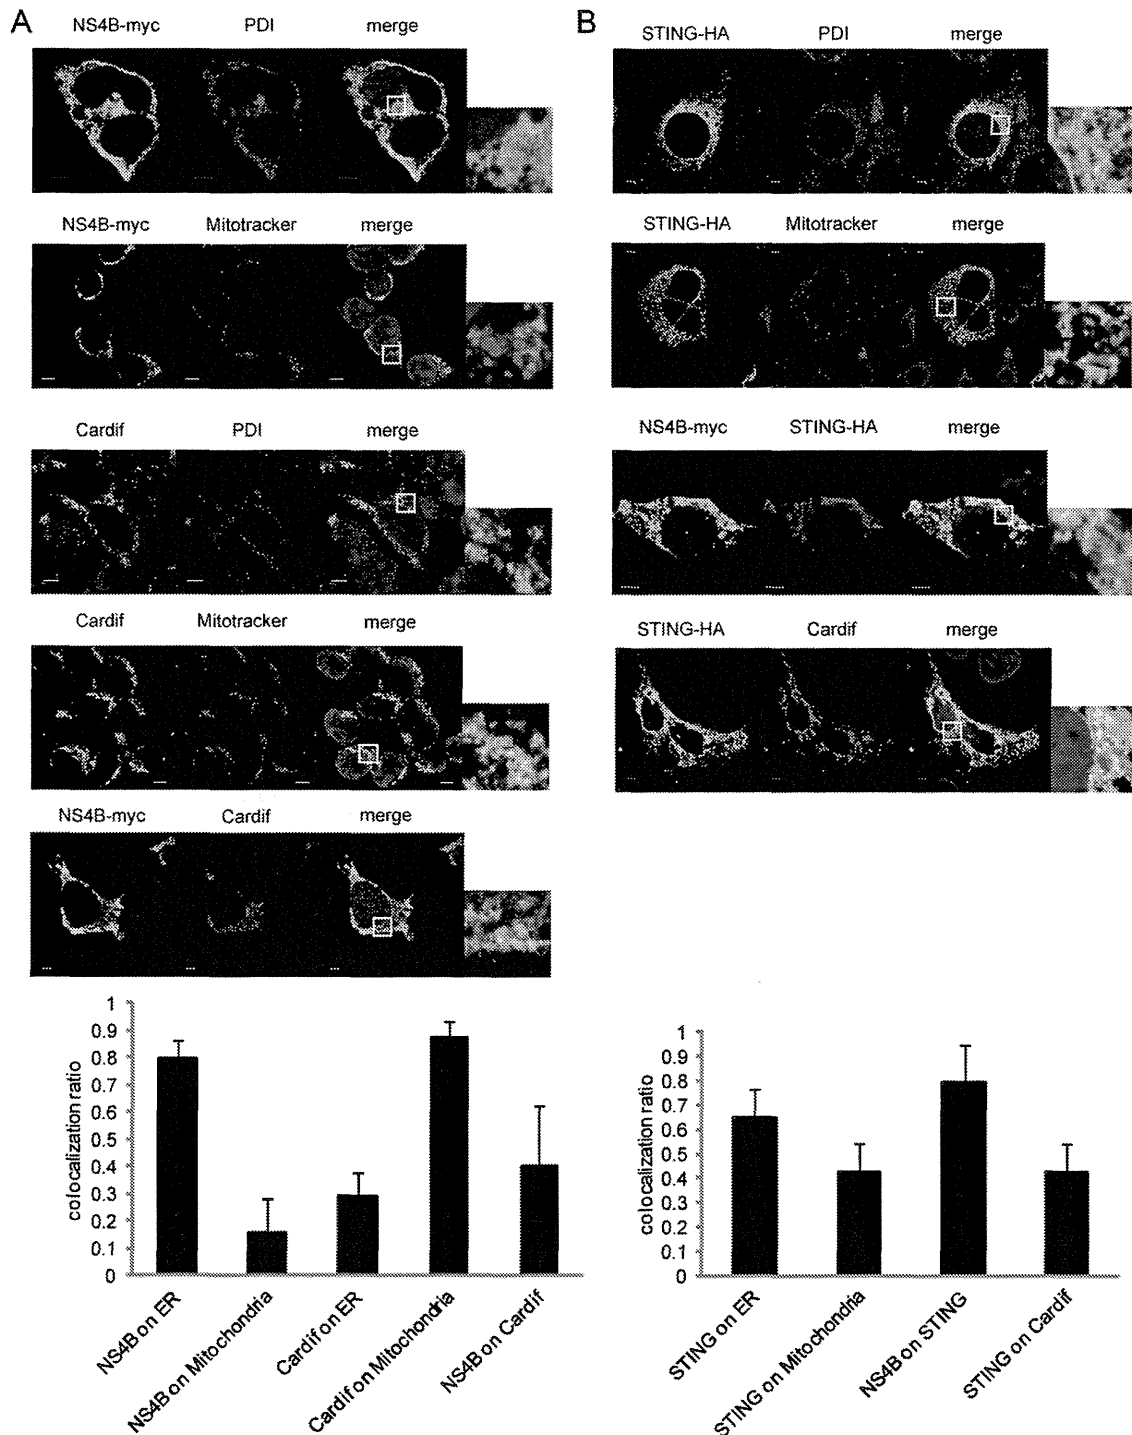 A
NS4B-myc PDI merge
NS4B-myc Mitotracker merge
Cardif PDI merge
Cardif Mitotracker merge
NS4B-myc Cardif merge
colocalization ratio
1
0.9
0.8
0.7
0.6
0.5
0.4
0.3
0.2
0.1
0
NS4B on ER
NS4B on Mitochondria
Cardif on ER
Cardif on Mitochondria
NS4B on Cardif
B
STING-HA PDI merge
STING-HA Mitotracker merge
NS4B-myc STING-HA merge
STING-HA Cardif merge
colocalization ratio
1
0.9
0.8
0.7
0.6
0.5
0.4
0.3
0.2
0.1
0
STING on ER
STING on Mitochondria
NS4B on STING
STING on Cardif